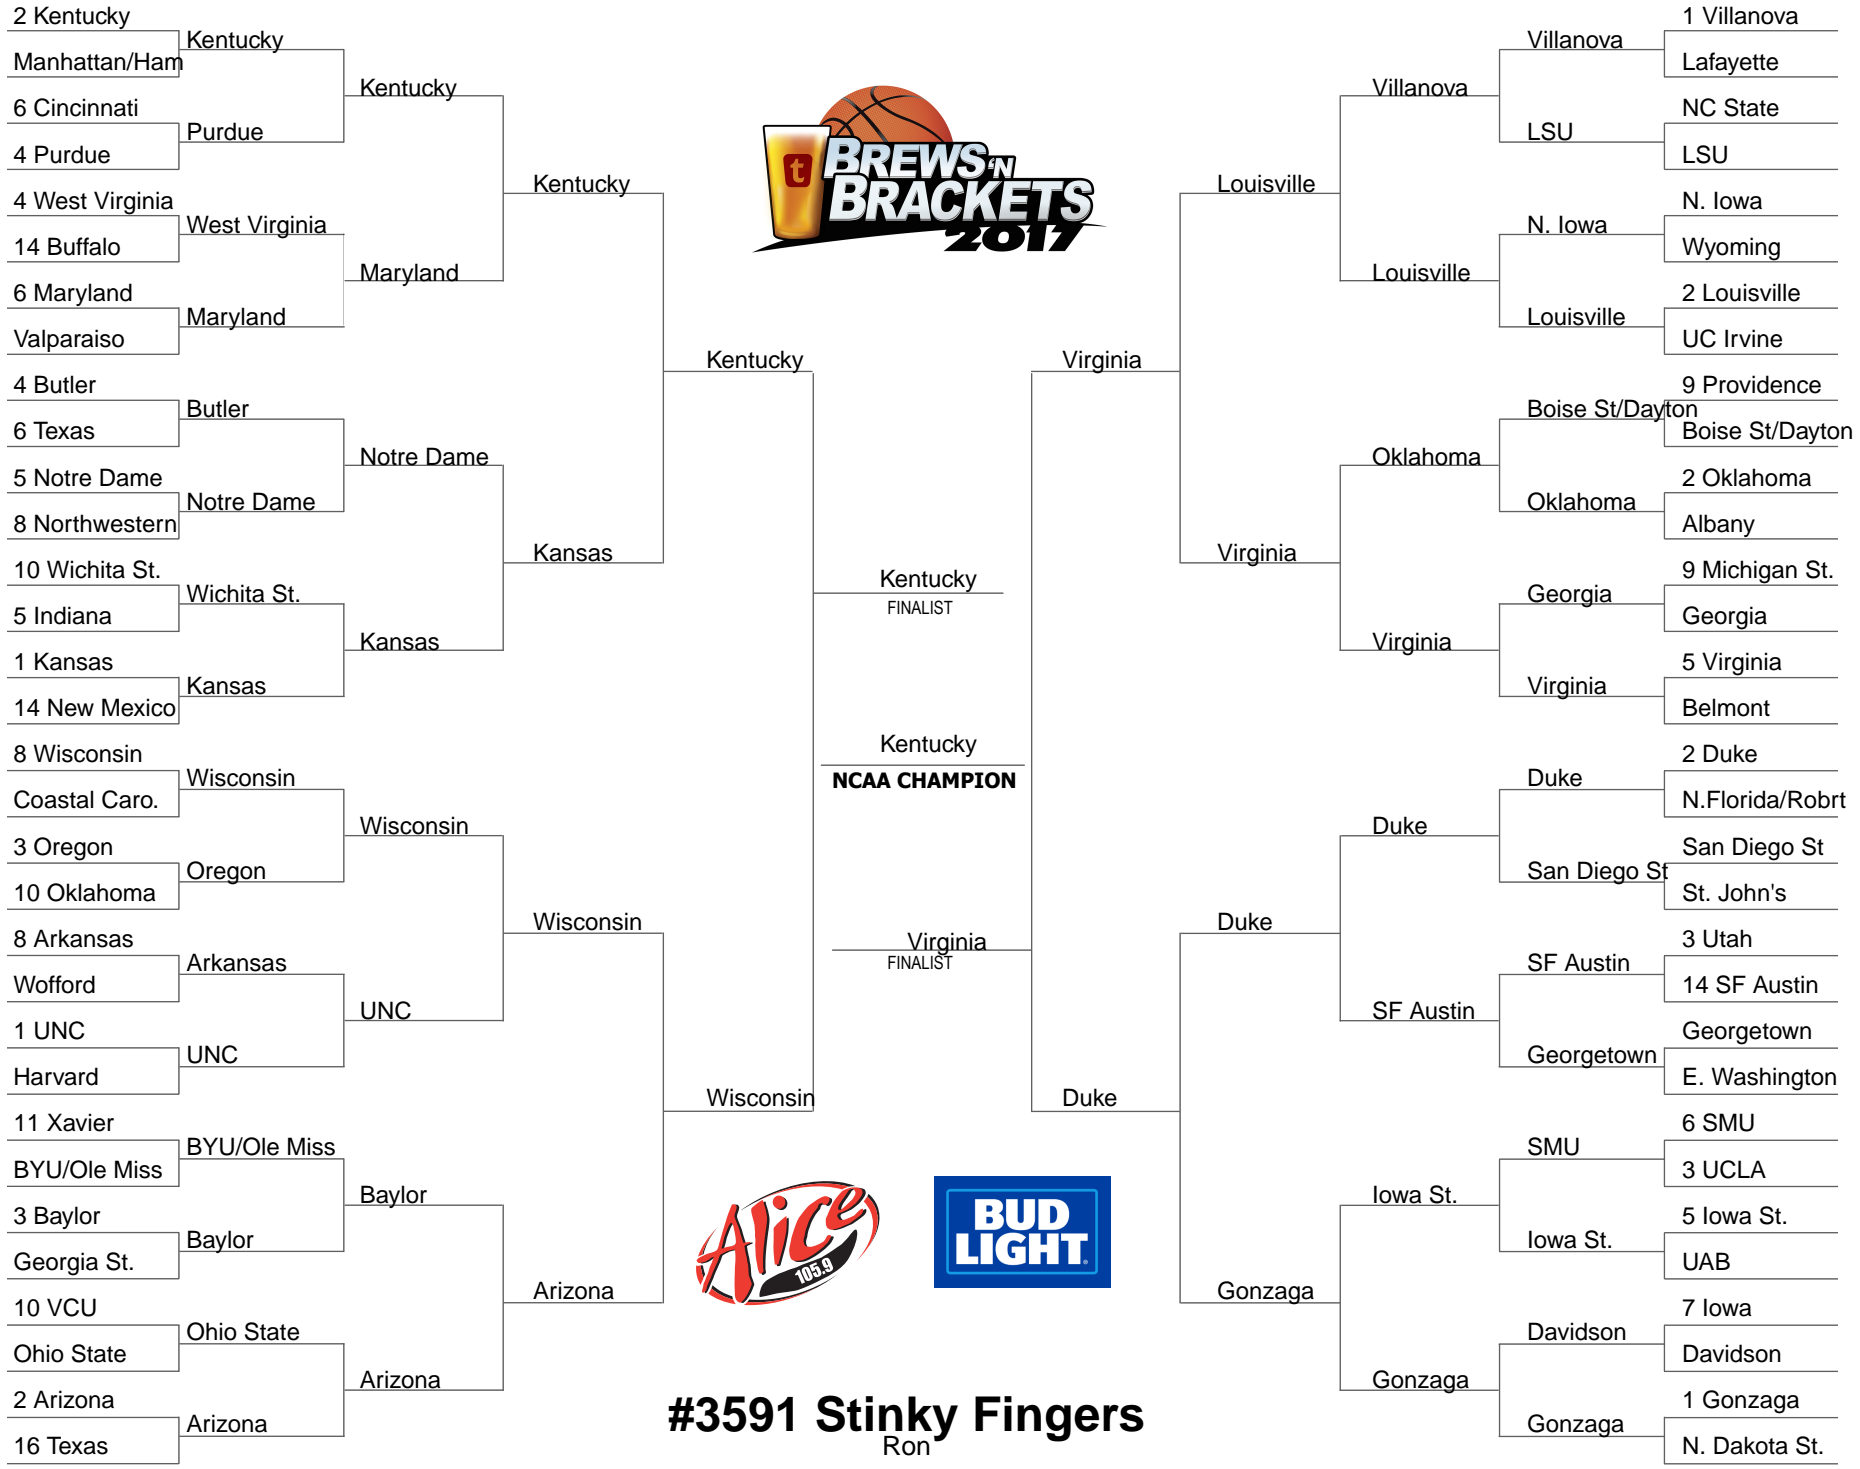 2 Kentucky
Manhattan/Ham
6 Cincinnati
4 Purdue
4 West Virginia
14 Buffalo
6 Maryland
Valparaiso
4 Butler
6 Texas
5 Notre Dame
8 Northwestern
10 Wichita St.
5 Indiana
1 Kansas
14 New Mexico
8 Wisconsin
Coastal Caro.
3 Oregon
10 Oklahoma
8 Arkansas
Wofford
1 UNC
Harvard
11 Xavier
BYU/Ole Miss
3 Baylor
Georgia St.
10 VCU
Ohio State
2 Arizona
16 Texas
Kentucky
Purdue
West Virginia
Maryland
Butler
Notre Dame
Wichita St.
Kansas
Wisconsin
Oregon
Arkansas
UNC
BYU/Ole Miss
Baylor
Ohio State
Arizona
Kentucky
Maryland
Notre Dame
Kansas
Wisconsin
UNC
Baylor
Arizona
Kentucky
Kansas
Wisconsin
Arizona
Kentucky
Wisconsin
t
BREWS 'N
BRACKETS
2017
Kentucky
FINALIST
Kentucky
NCAA CHAMPION
Virginia
FINALIST
Alice
105.9
BUD
LIGHT
#3591 Stinky Fingers
Ron
Virginia
Duke
Louisville
Virginia
Duke
Gonzaga
Villanova
Louisville
Oklahoma
Virginia
Duke
SF Austin
Iowa St.
Gonzaga
Villanova
LSU
N. Iowa
Louisville
Boise St/Dayton
Oklahoma
Georgia
Virginia
Duke
San Diego St
SF Austin
Georgetown
SMU
Iowa St.
Davidson
Gonzaga
1 Villanova
Lafayette
NC State
LSU
N. Iowa
Wyoming
2 Louisville
UC Irvine
9 Providence
Boise St/Dayton
2 Oklahoma
Albany
9 Michigan St.
Georgia
5 Virginia
Belmont
2 Duke
N.Florida/Robrt
San Diego St
St. John's
3 Utah
14 SF Austin
Georgetown
E. Washington
6 SMU
3 UCLA
5 Iowa St.
UAB
7 Iowa
Davidson
1 Gonzaga
N. Dakota St.